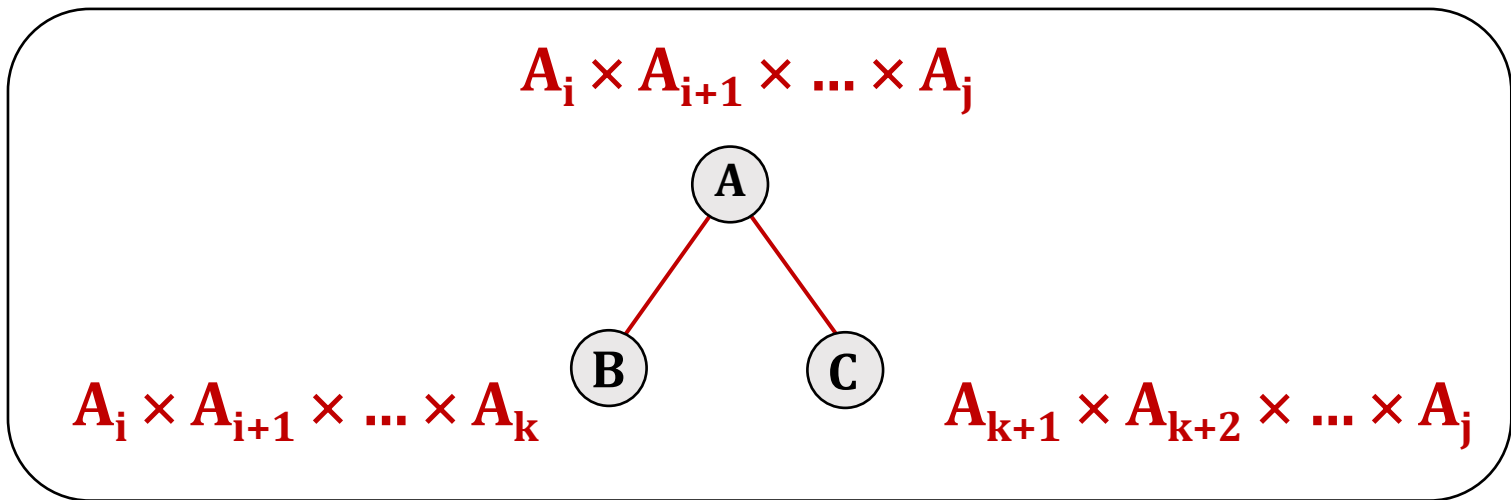 Aᵢ × Aᵢ₊₁ × ... × Aⱼ
A
B
C
Aᵢ × Aᵢ₊₁ × ... × Aₖ
Aₖ₊₁ × Aₖ₊₂ × ... × Aⱼ